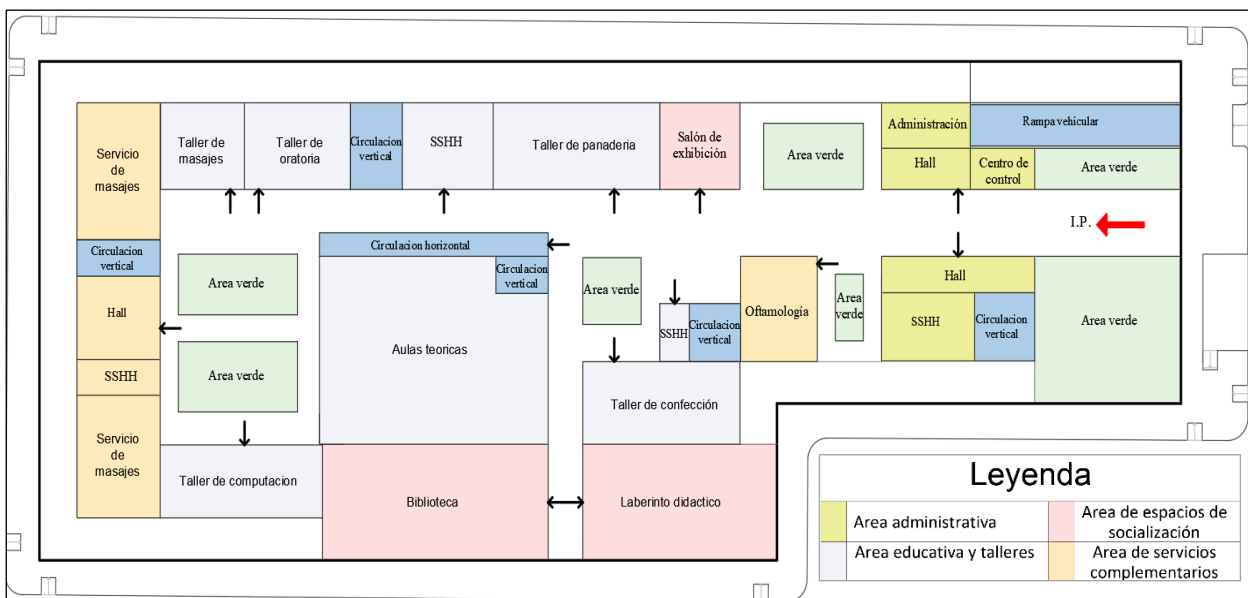 Servicio
de
masajes
Taller de
masajes
Taller de
oratoria
Circulacion
vertical
SSHH
Taller de panaderia
Salón de
exhibición
Area verde
Administración
Rampa vehicular
Hall
Centro de
control
Area verde
I.P.
Circulacion
vertical
Circulacion horizontal
Circulacion
vertical
Area verde
Area verde
Area
verde
Oftamología
Hall
Hall
Aulas teoricas
SSHH
Circulacion
vertical
SSHH
Circulacion
vertical
Area verde
SSHH
Area verde
Taller de confección
Servicio
de
masajes
Taller de computacion
Biblioteca
Laberinto didactico
Leyenda
Area administrativa
Area de espacios de
socialización
Area educativa y talleres
Area de servicios
complementarios